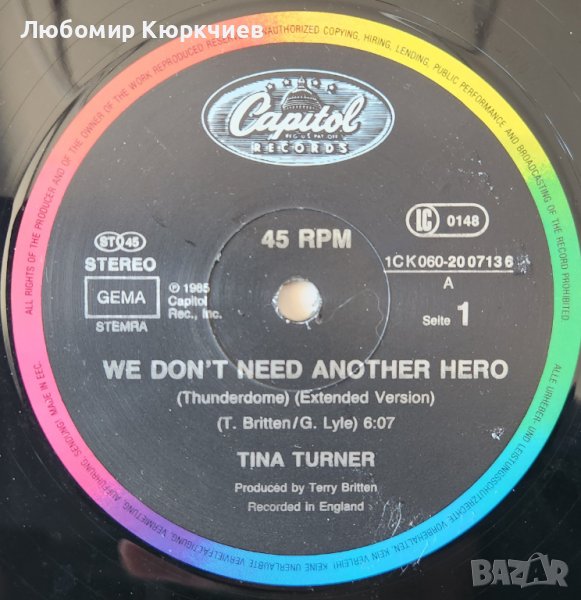 Любомир Кюркчиев
UNAUTHORIZED COPYING, HIRING, LENDING, PUBLIC PERFORMANCE AND BROADCASTING OF THE RECORD PROHIBITED.
ALL RIGHTS OF THE PRODUCER AND OF THE OWNER OF THE WORK REPRODUCED RESERVED.
Capitol
RECORDS
45 RPM
LC 0148
ST 45
STEREO
GEMA
STEMRA
℗ 1985
Capitol
Rec., Inc.
1C K 060-20 0713 6
A
Seite 1
WE DON'T NEED ANOTHER HERO
(Thunderdome) (Extended Version)
(T. Britten/G. Lyle) 6:07
TINA TURNER
Produced by Terry Britten
Recorded in England
ALLE URHEBER- UND LEISTUNGSSCHUTZRECHTE VORBEHALTEN. KEIN VERLEIH! KEINE UNERLAUBTE VERVIELFÄLTIGUNG, VERMIETUNG, AUFFÜHRUNG, SENDUNG! MADE IN EEC.
BAZAR